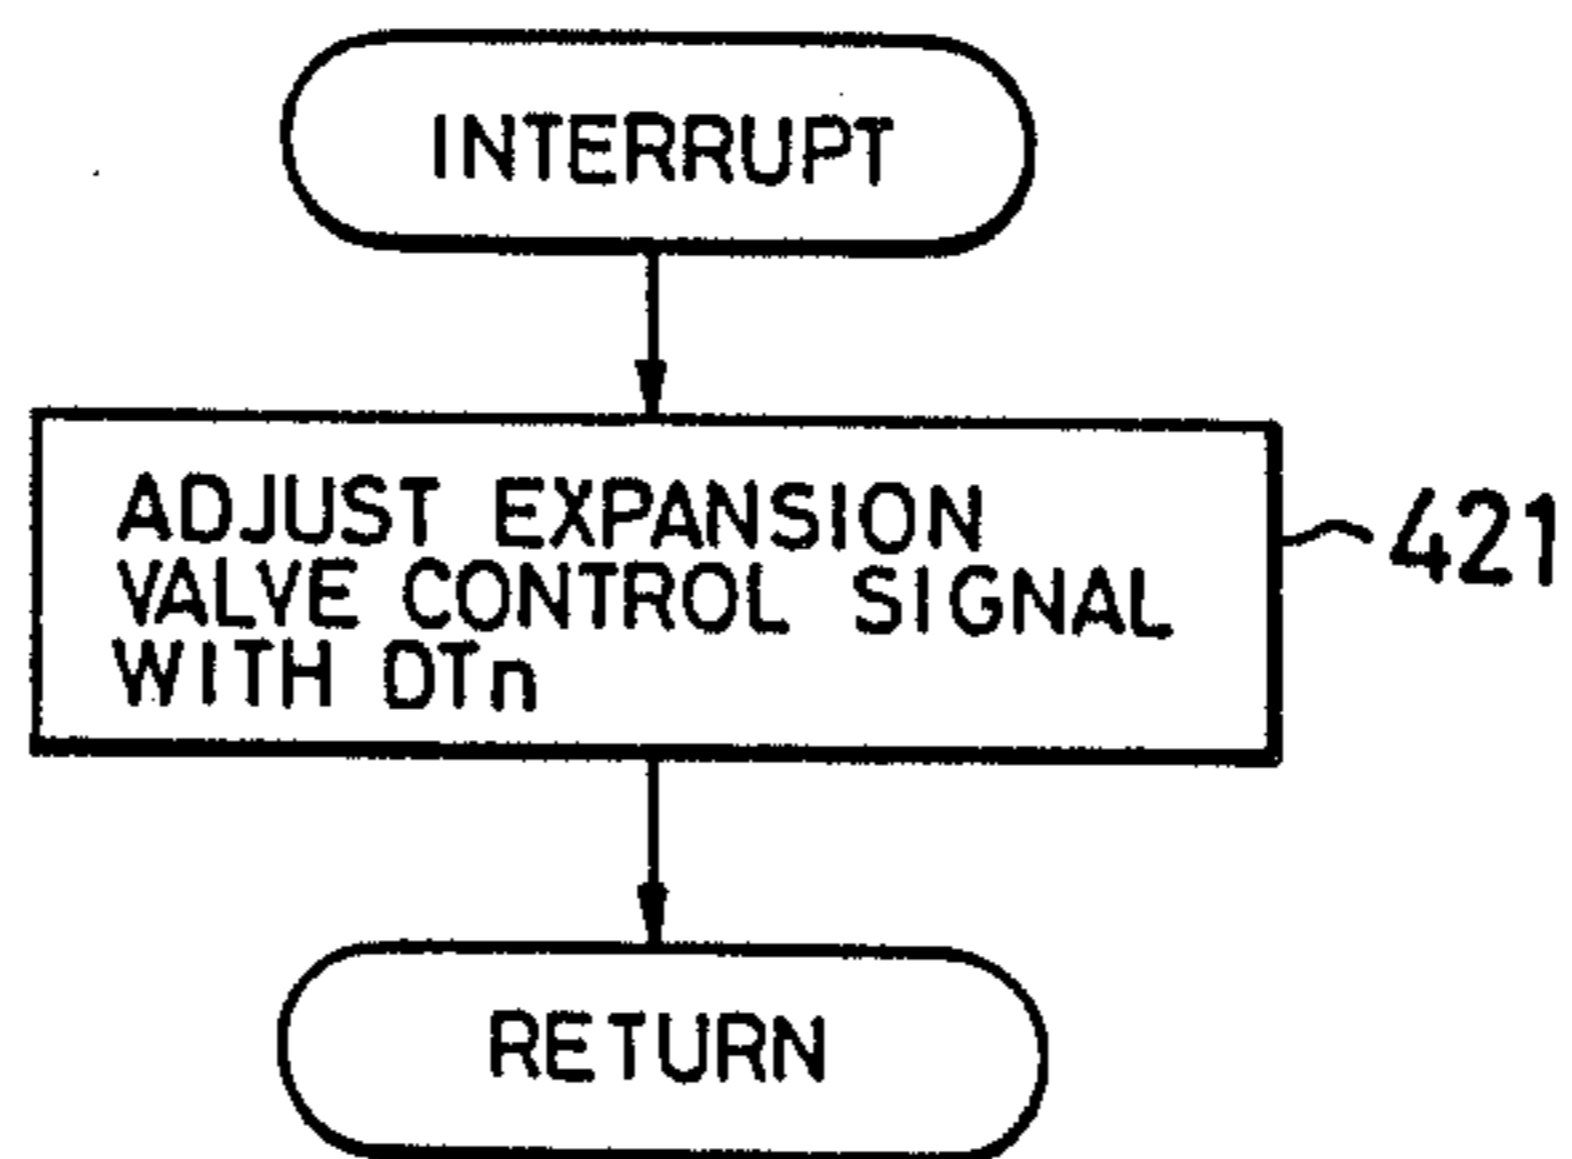 INTERRUPT
ADJUST EXPANSION
VALVE CONTROL SIGNAL
WITH DTn
421
RETURN